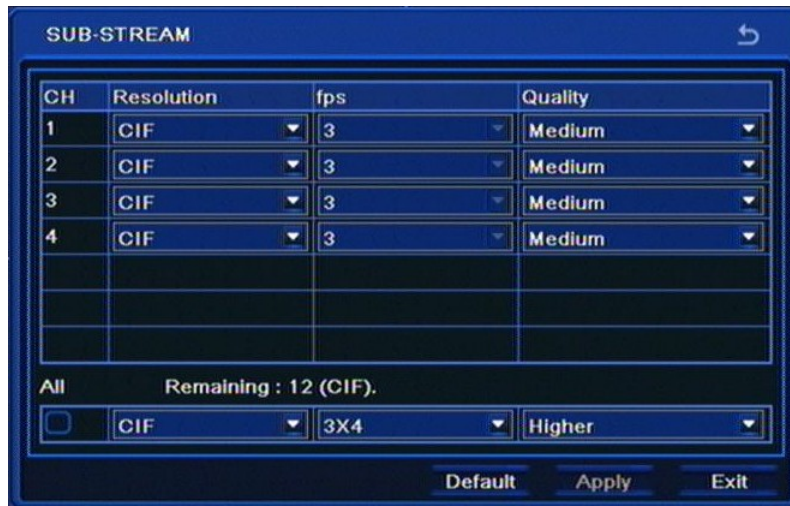 SUB-STREAM
CH Resolution fps Quality
1 CIF 3 Medium
2 CIF 3 Medium
3 CIF 3 Medium
4 CIF 3 Medium
All Remaining : 12 (CIF).
CIF 3X4 Higher
Default Apply Exit